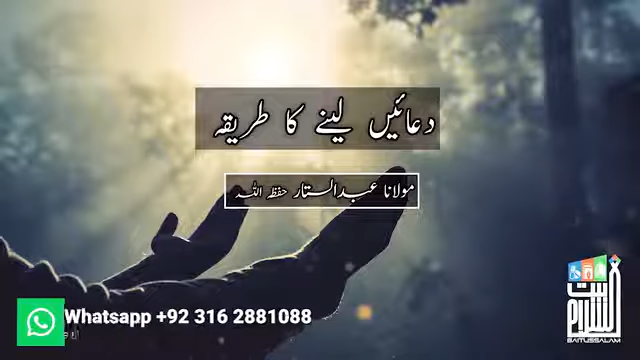 دعائیں لینے کا طریقہ
مولانا عبدالستار حفظہ اللہ
Whatsapp +92 316 2881088
بیت السلام
BAITUSSALAM